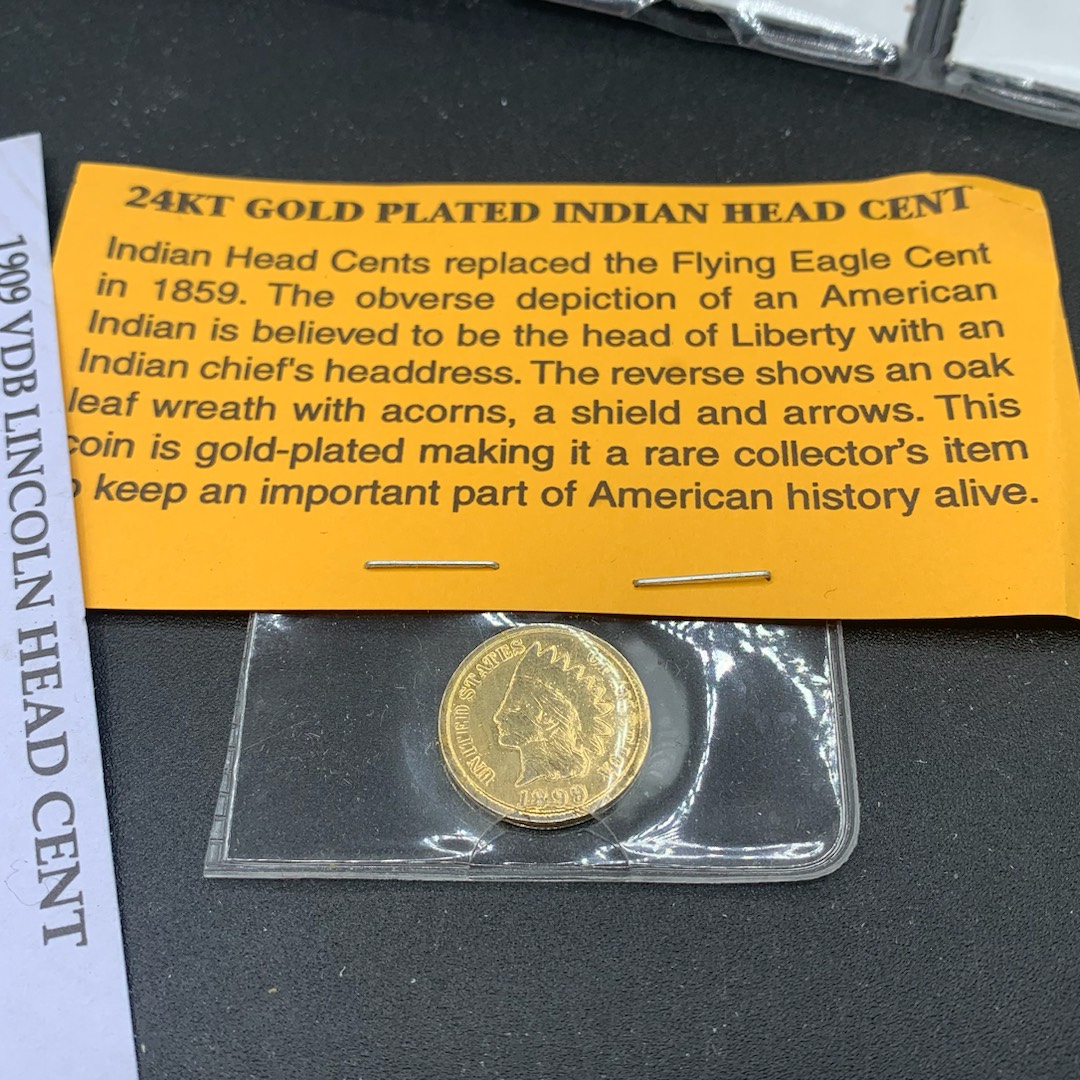 24KT GOLD PLATED INDIAN HEAD CENT
Indian Head Cents replaced the Flying Eagle Cent
in 1859. The obverse depiction of an American
Indian is believed to be the head of Liberty with an
Indian chief's headdress. The reverse shows an oak
leaf wreath with acorns, a shield and arrows. This
coin is gold-plated making it a rare collector's item
keep an important part of American history alive.
1909 VDB LINCOLN HEAD CENT
UNITED STATES
1899